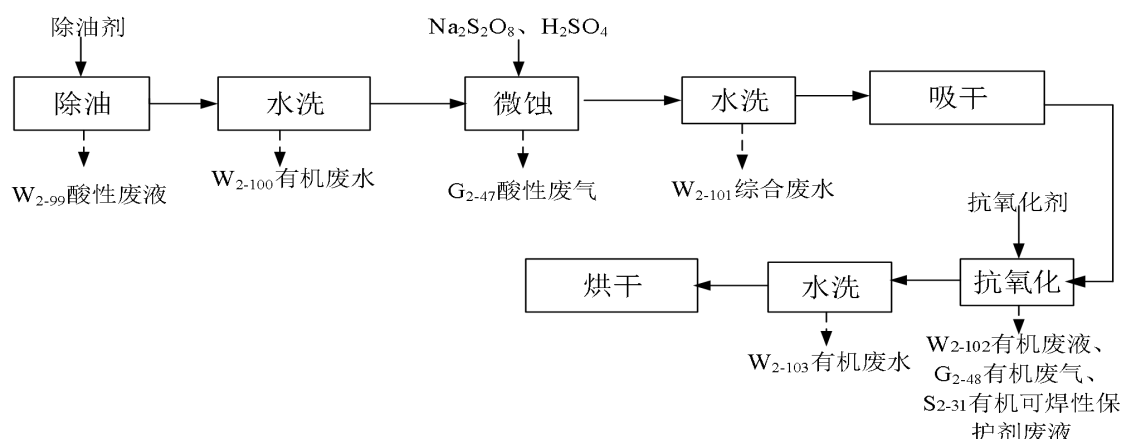 除油剂
Na2S2O8、H2SO4
除油
水洗
微蚀
水洗
吸干
W2-99酸性废液
W2-100有机废水
G2-47酸性废气
W2-101综合废水
抗氧化剂
烘干
水洗
抗氧化
W2-103有机废水
W2-102有机废液、
G2-48有机废气、
S2-31有机可焊性保
护剂废液